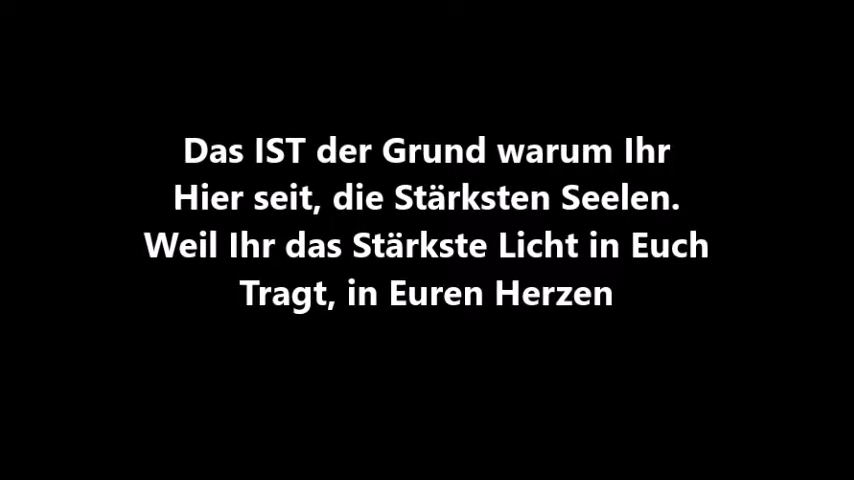 Das IST der Grund warum Ihr
Hier seit, die Stärksten Seelen.
Weil Ihr das Stärkste Licht in Euch
Tragt, in Euren Herzen